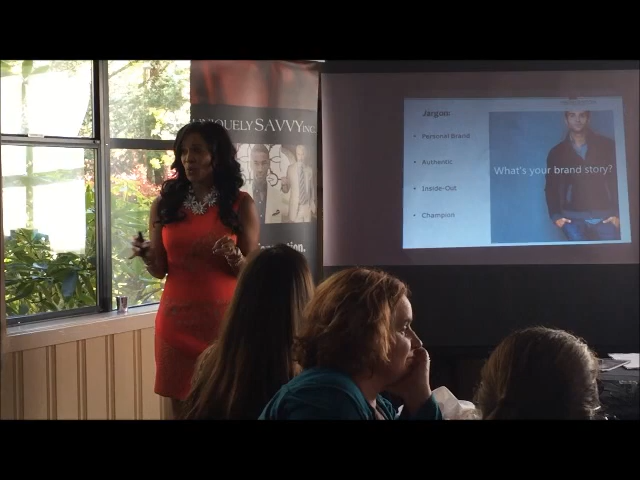 UNIQUELY SAVVY INC.
Jargon:
• Personal Brand
• Authentic
• Inside-Out
• Champion
What's your brand story?